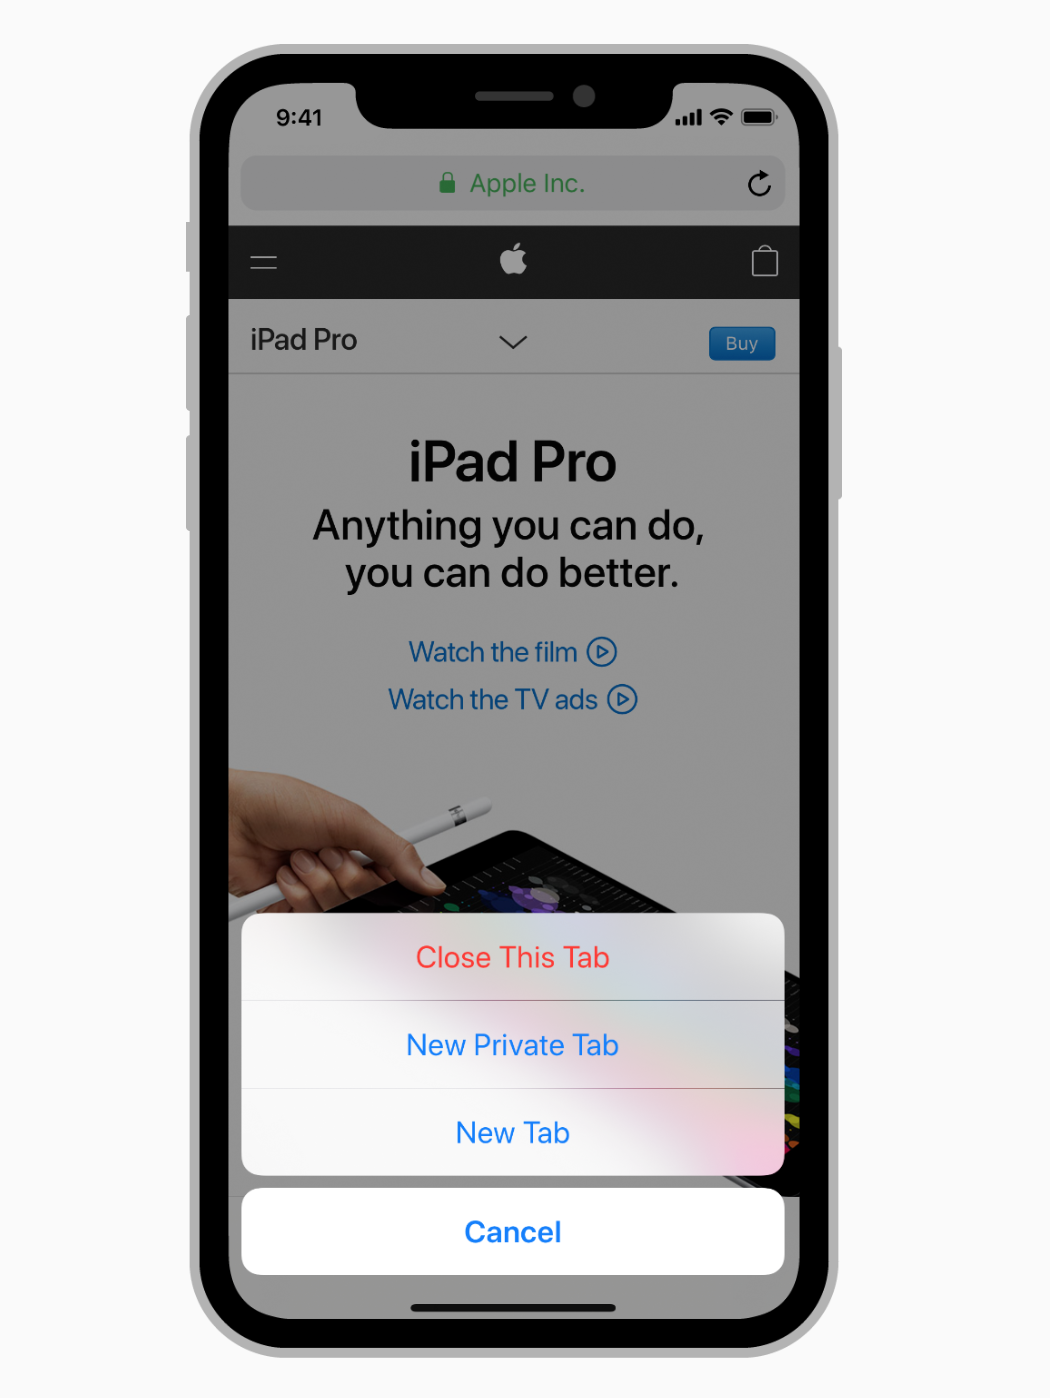 9:41
Apple Inc.
iPad Pro
Buy
iPad Pro
Anything you can do,
you can do better.
Watch the film
Watch the TV ads
Close This Tab
New Private Tab
New Tab
Cancel